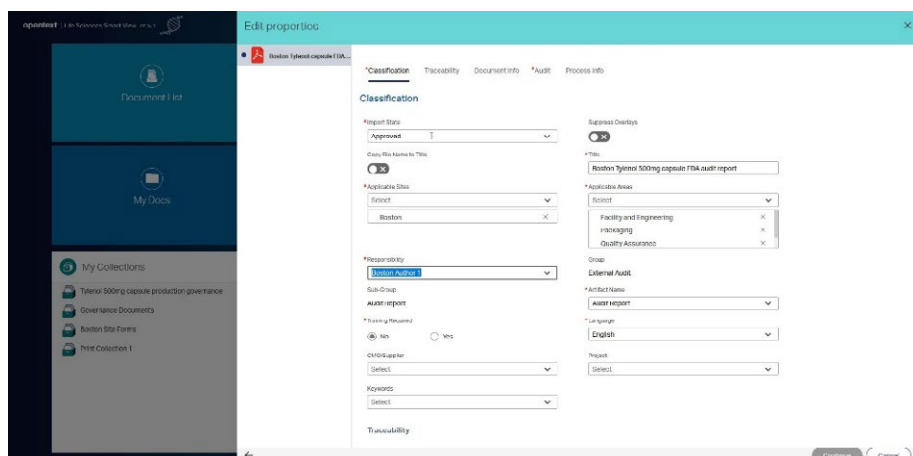 opentext | Life Sciences Smart View
Edit properties
Document List
My Docs
My Collections
Tylenol 500mg capsule production governance
Governance Documents
Boston Site Forms
Print Collection 1
Boston Tylenol capsule FDA...
*Classification Traceability Document Info *Audit Process Info
Classification
*Import State
Approved
Suppress Overlays
Copy File Name to Title
*Title
Boston Tylenol 500mg capsule FDA audit report
*Applicable Sites
Select
Boston
*Applicable Areas
Select
Facility and Engineering
Packaging
Quality Assurance
*Responsibility
Boston Author 1
Group
External Audit
Sub-Group
Audit Report
*Artifact Name
Audit Report
*Training Required
No Yes
*Language
English
CMO/Supplier
Select
Project
Select
Keywords
Select
Traceability
Continue Cancel